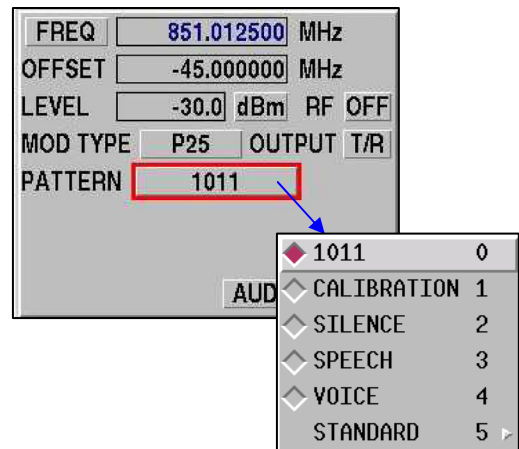 FREQ 851.012500 MHz
OFFSET -45.000000 MHz
LEVEL -30.0 dBm RF OFF
MOD TYPE P25 OUTPUT T/R
PATTERN 1011
AUD
1011 0
CALIBRATION 1
SILENCE 2
SPEECH 3
VOICE 4
STANDARD 5